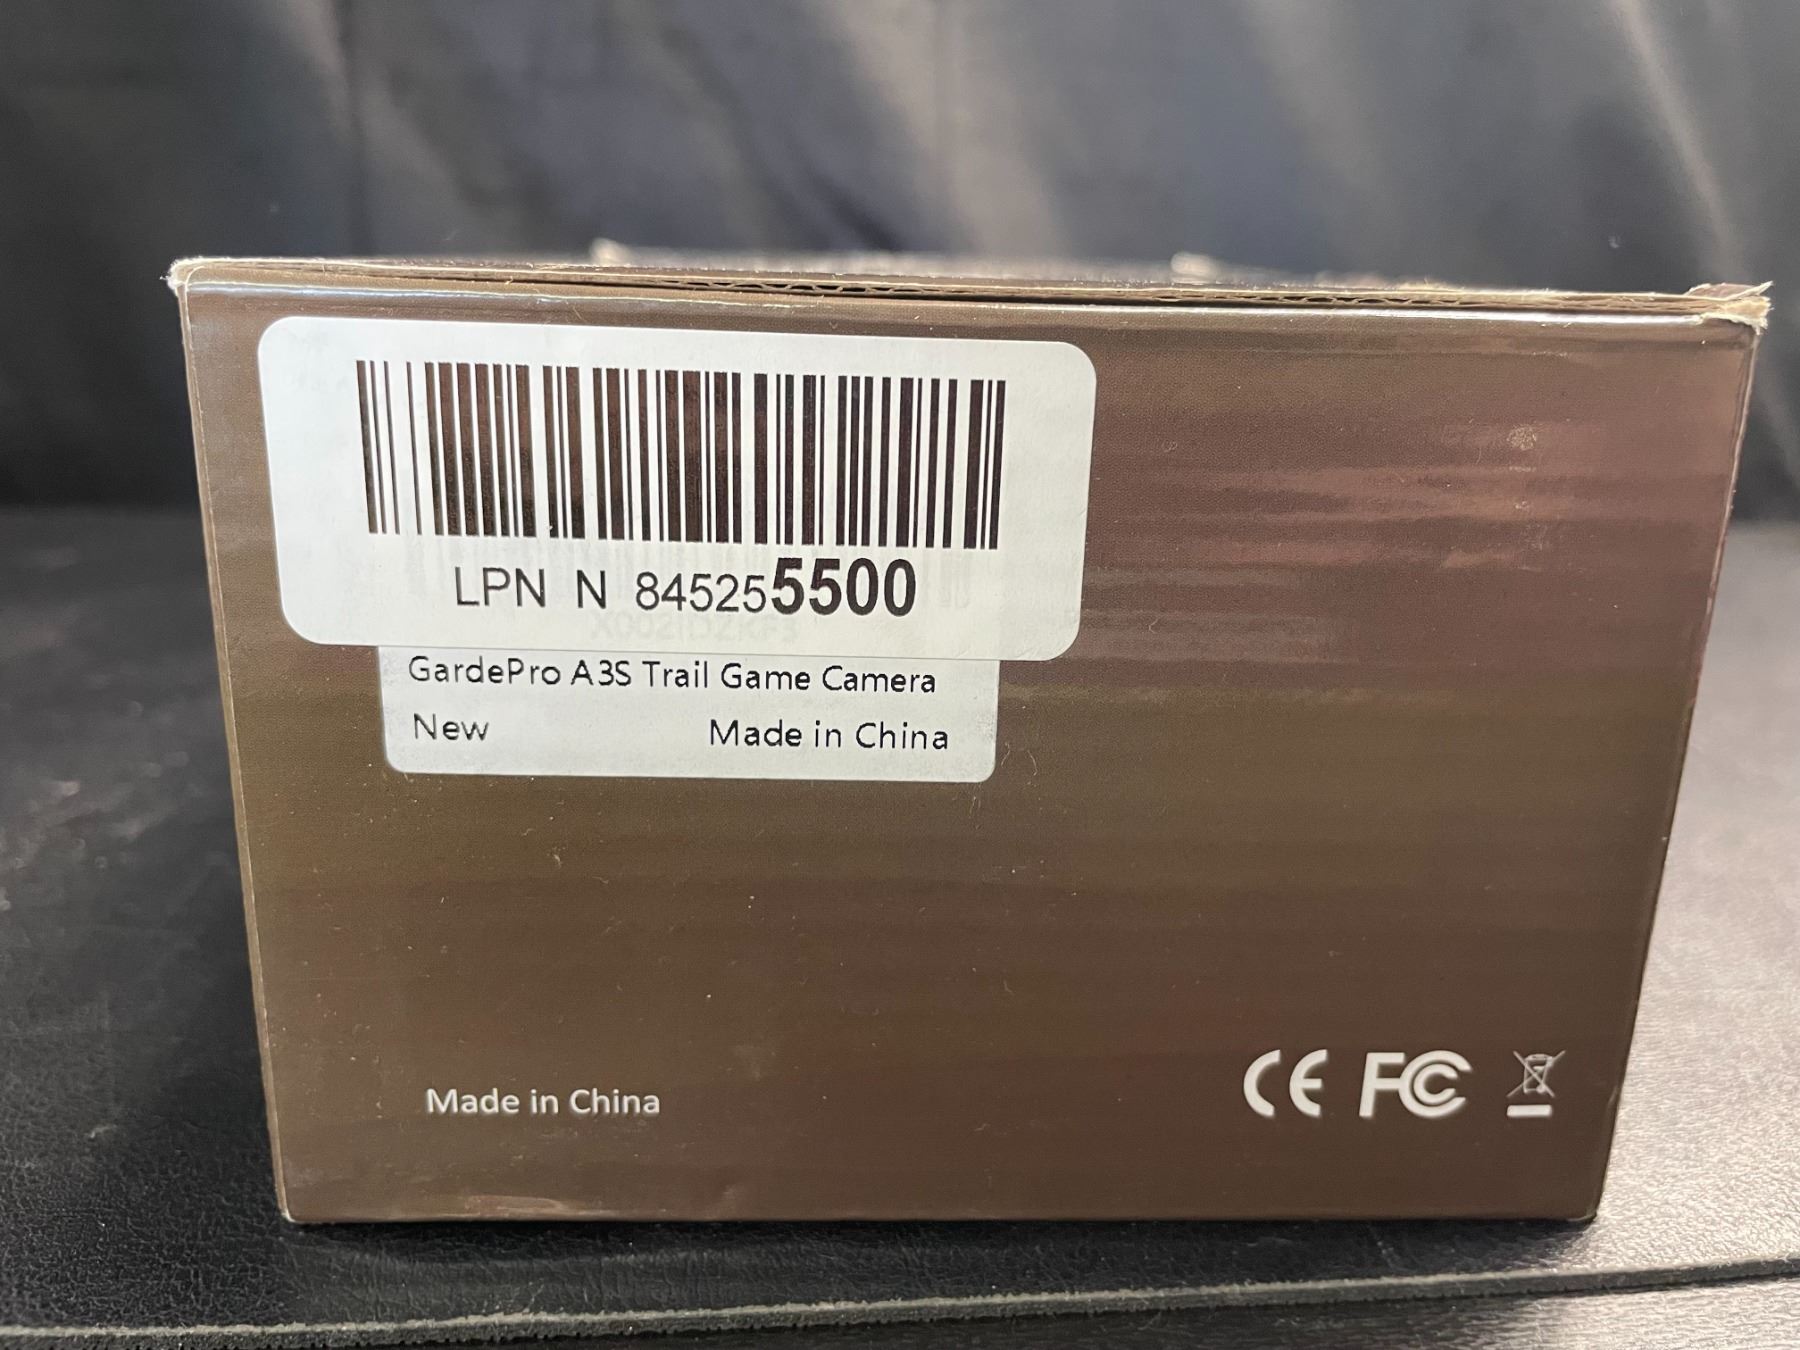 LPN N 845255500
GardePro A3S Trail Game Camera
New Made in China
Made in China
CE FC